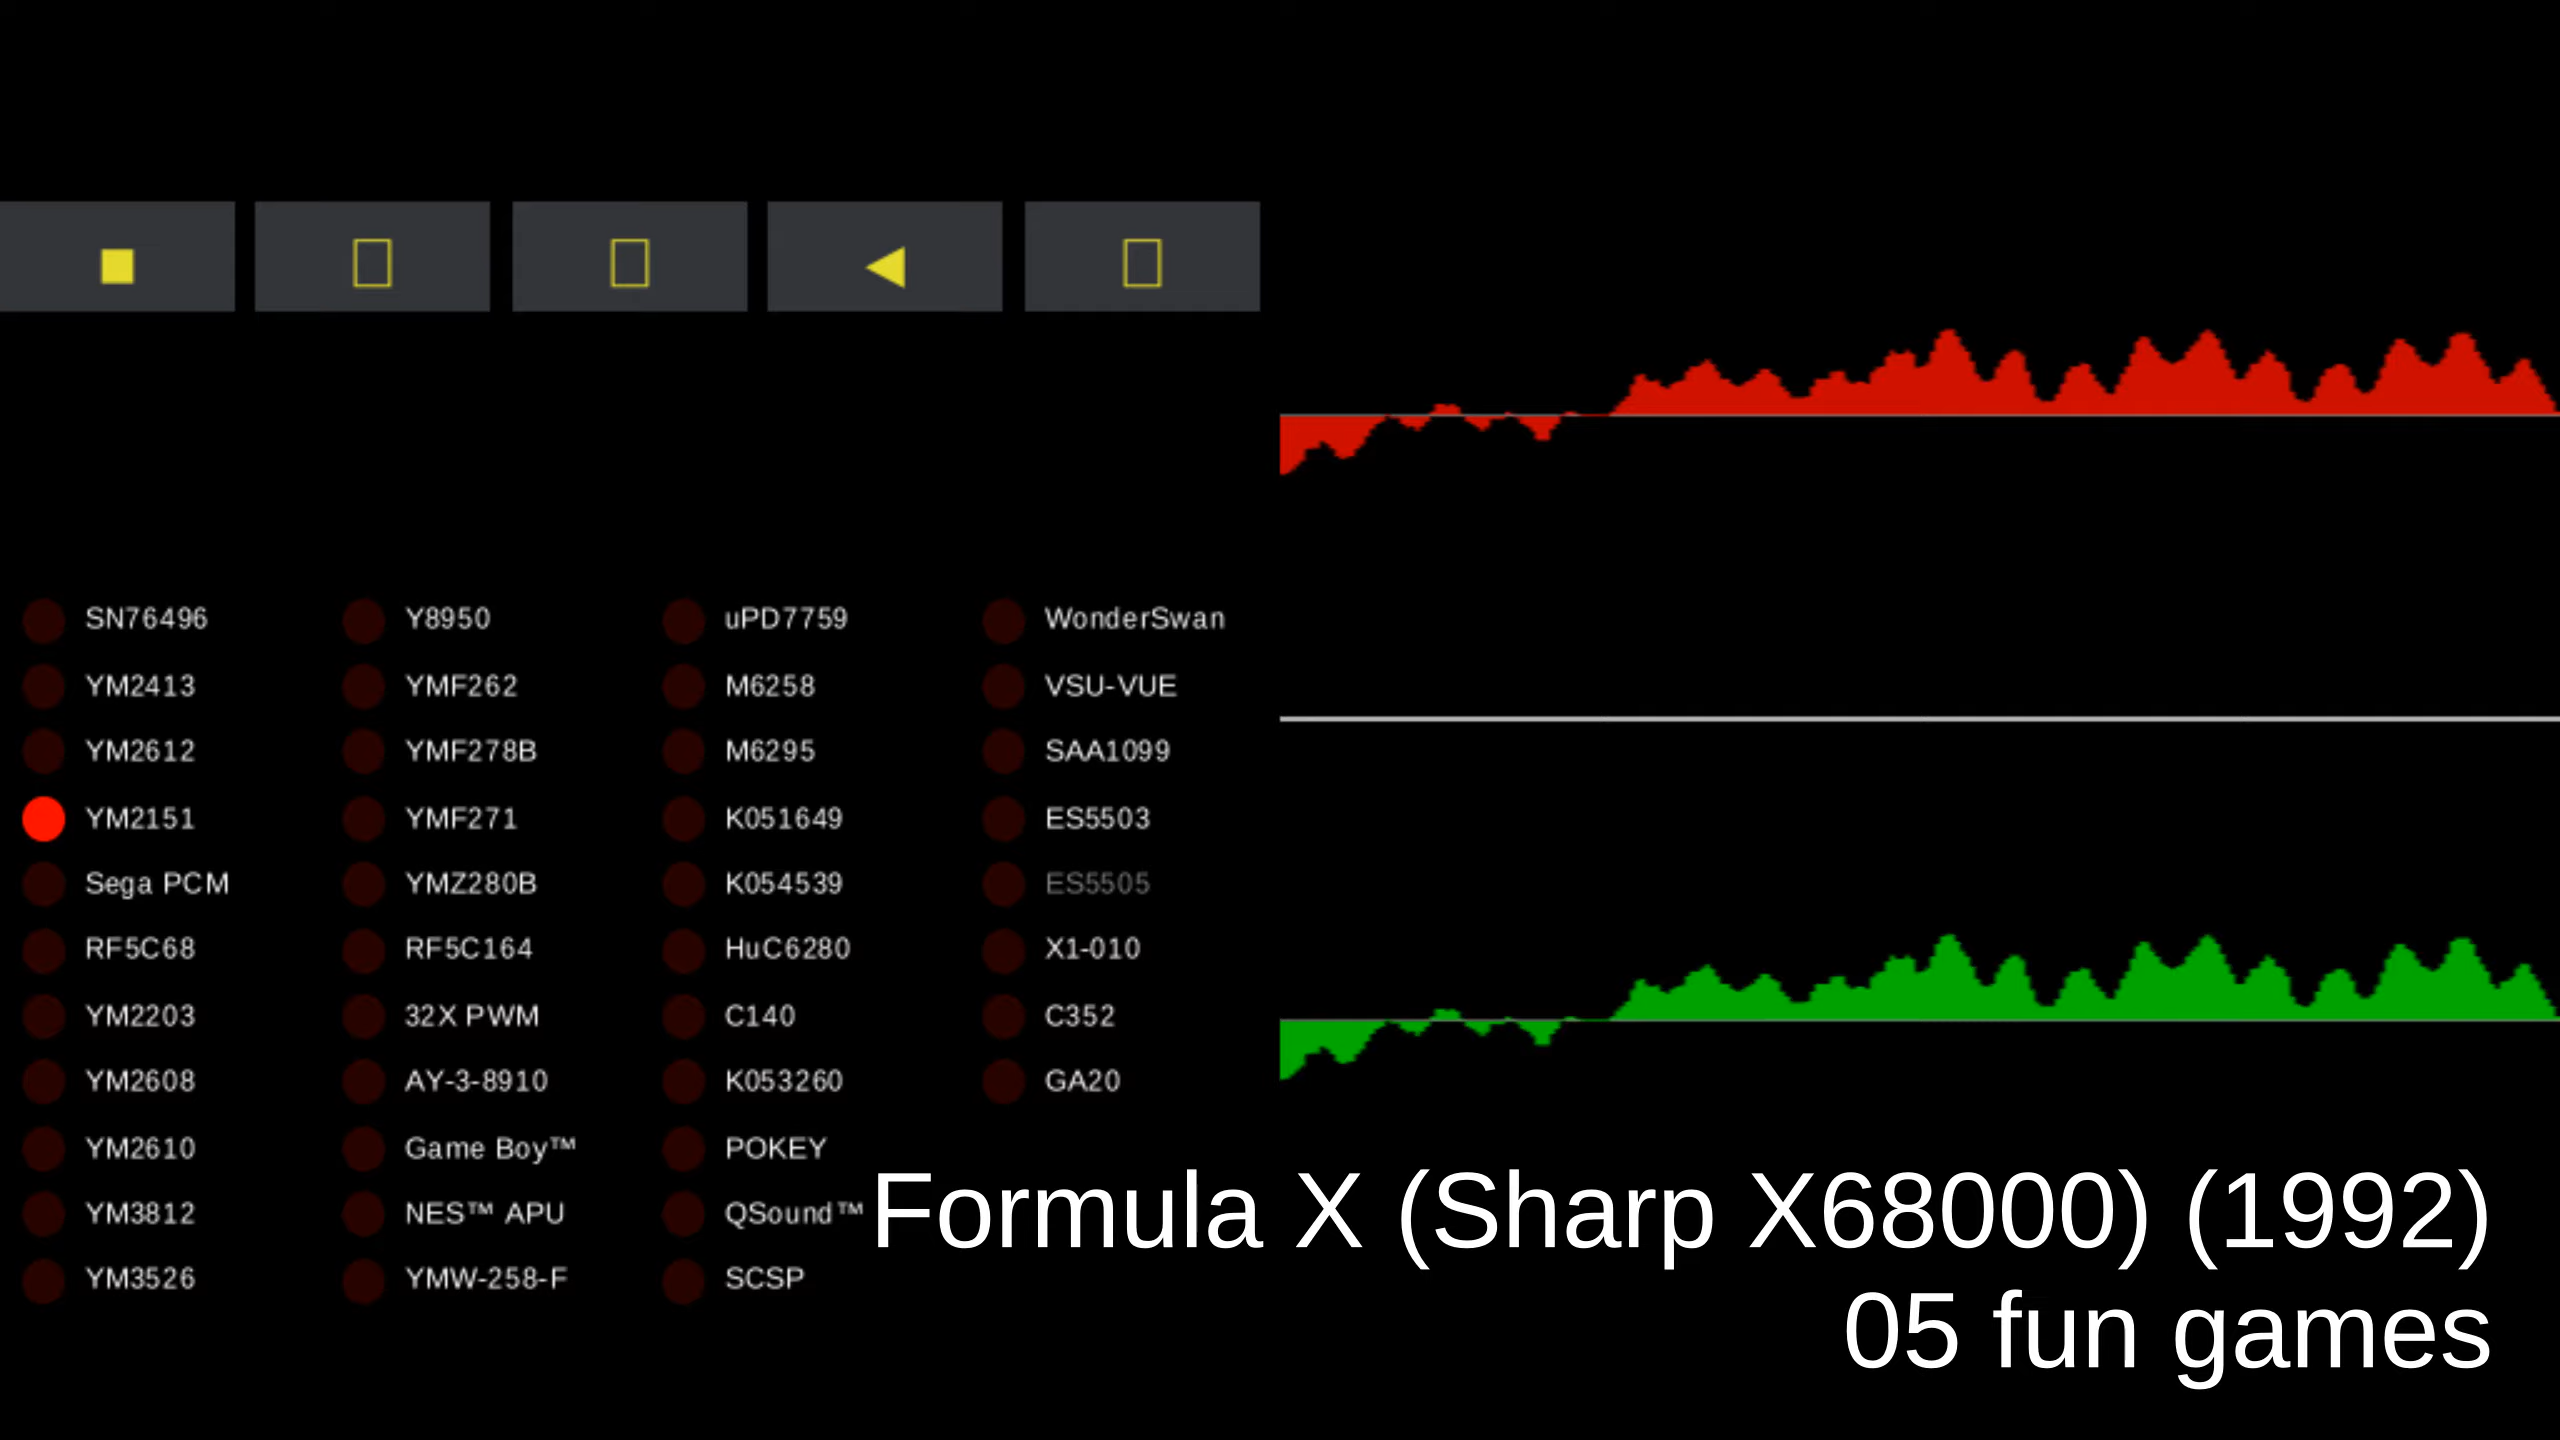 SN76496
YM2413
YM2612
YM2151
Sega PCM
RF5C68
YM2203
YM2608
YM2610
YM3812
YM3526
Y8950
YMF262
YMF278B
YMF271
YMZ280B
RF5C164
32X PWM
AY-3-8910
Game Boy™
NES™ APU
YMW-258-F
uPD7759
M6258
M6295
K051649
K054539
HuC6280
C140
K053260
POKEY
QSound™
SCSP
WonderSwan
VSU-VUE
SAA1099
ES5503
ES5505
X1-010
C352
GA20
Formula X (Sharp X68000) (1992)
05 fun games